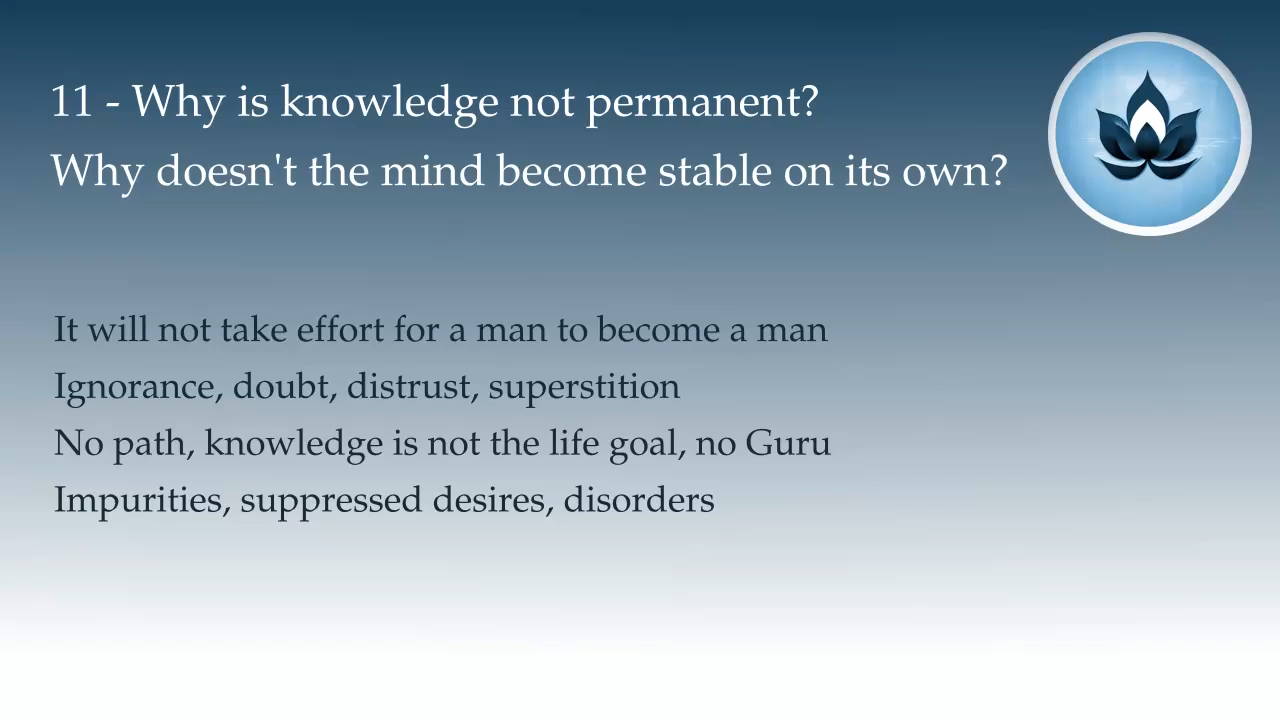 11 - Why is knowledge not permanent?
Why doesn't the mind become stable on its own?
It will not take effort for a man to become a man
Ignorance, doubt, distrust, superstition
No path, knowledge is not the life goal, no Guru
Impurities, suppressed desires, disorders